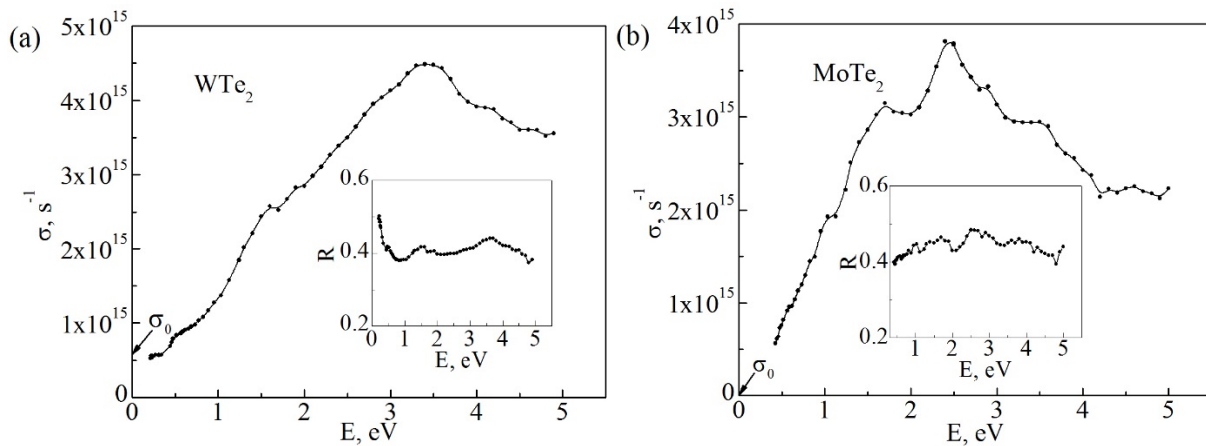 (a)
WTe2
5x10^15
4x10^15
3x10^15
2x10^15
1x10^15
0
σ, s^-1
σ0
0 1 2 3 4 5
E, eV
0.6
0.4
0.2
R
0 1 2 3 4 5
E, eV
(b)
MoTe2
4x10^15
3x10^15
2x10^15
1x10^15
0
σ, s^-1
σ0
0 1 2 3 4 5
E, eV
0.6
0.4
0.2
R
1 2 3 4 5
E, eV